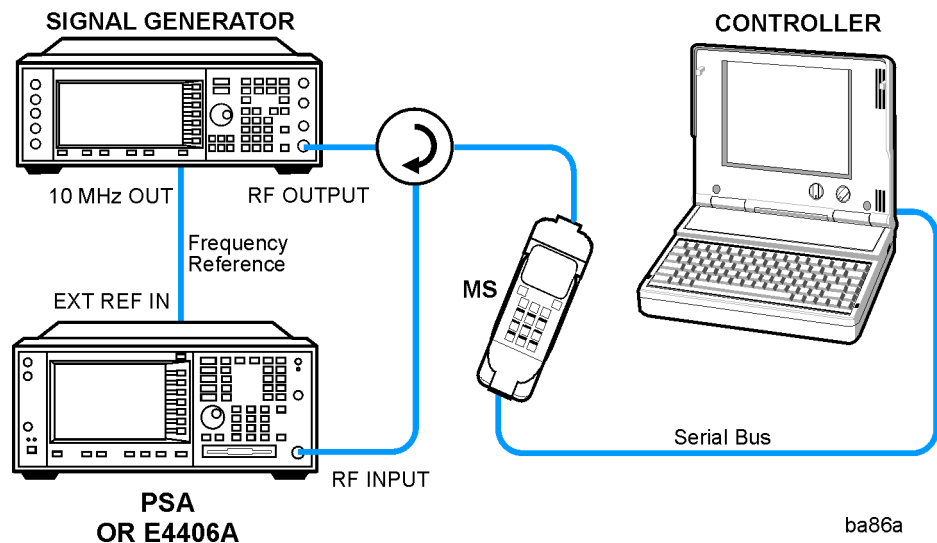 SIGNAL GENERATOR
CONTROLLER
10 MHz OUT
RF OUTPUT
Frequency
Reference
EXT REF IN
MS
Serial Bus
RF INPUT
PSA
OR E4406A
ba86a